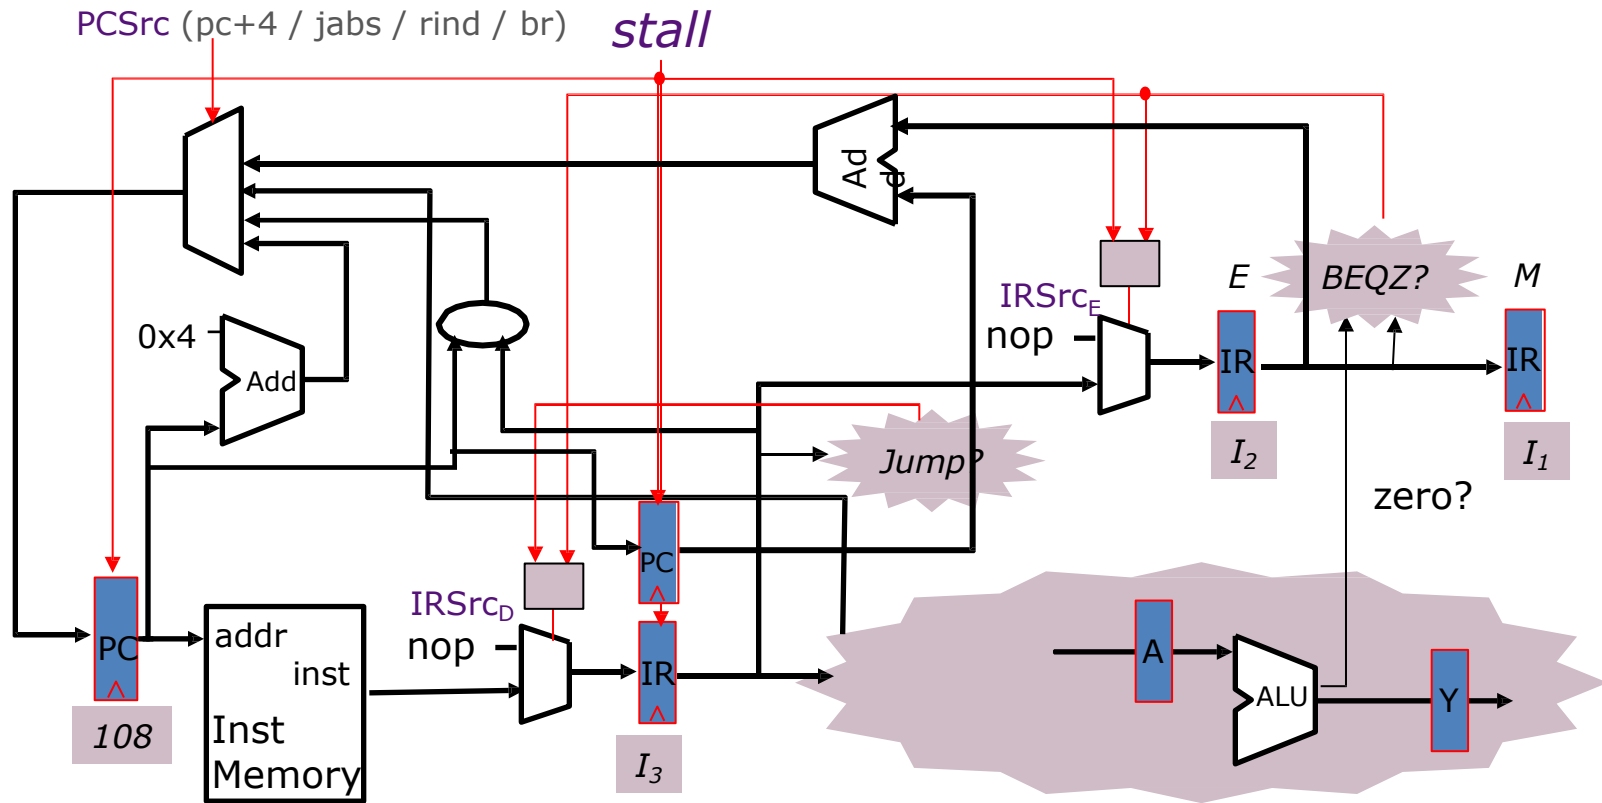 PCSrc (pc+4 / jabs / rind / br)
stall
Ad
d
E
BEQZ?
M
IRSrcE
nop
0x4
Add
IR
IR
Jump?
I2
I1
zero?
PC
IRSrcD
nop
addr
inst
PC
IR
A
ALU
Y
108
Inst
Memory
I3